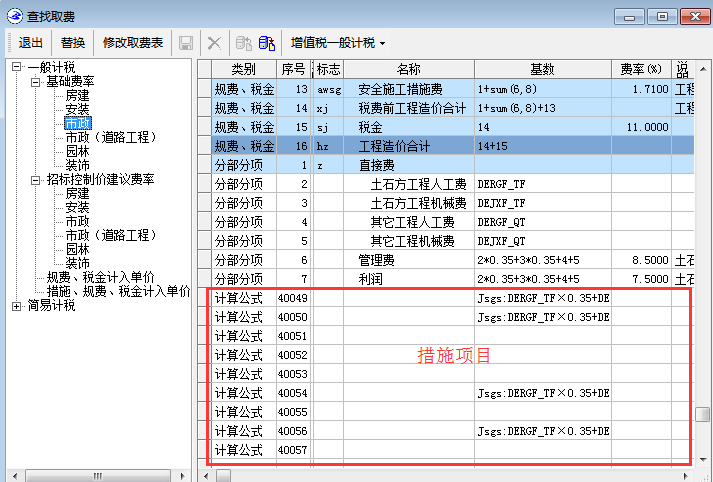 查找取费
退出 替换 修改取费表 增值税一般计税
一般计税
基础费率
房建
安装
市政
市政（道路工程）
园林
装饰
招标控制价建议费率
房建
安装
市政
市政（道路工程）
园林
装饰
规费、税金计入单价
措施、规费、税金计入单价
简易计税
类别 序号 标志 名称 基数 费率(%)
规费、税金 13 awsg 安全施工措施费 1+sum(6,8) 1.7100 工程
规费、税金 14 xj 税费前工程造价合计 1+sum(6,8)+13 工程
规费、税金 15 sj 税金 14 11.0000
规费、税金 16 hz 工程造价合计 14+15
分部分项 1 z 直接费
分部分项 2 土石方工程人工费 DERGF_TF
分部分项 3 土石方工程机械费 DEJXF_TF
分部分项 4 其它工程人工费 DERGF_QT
分部分项 5 其它工程机械费 DEJXF_QT
分部分项 6 管理费 2*0.35+3*0.35+4+5 8.5000 土石
分部分项 7 利润 2*0.35+3*0.35+4+5 7.5000 土石
计算公式 40049 Jsgs:DERGF_TF×0.35+DE
计算公式 40050 Jsgs:DERGF_TF×0.35+DE
计算公式 40051
计算公式 40052 措施项目
计算公式 40053
计算公式 40054 Jsgs:DERGF_TF×0.35+DE
计算公式 40055
计算公式 40056 Jsgs:DERGF_TF×0.35+DE
计算公式 40057